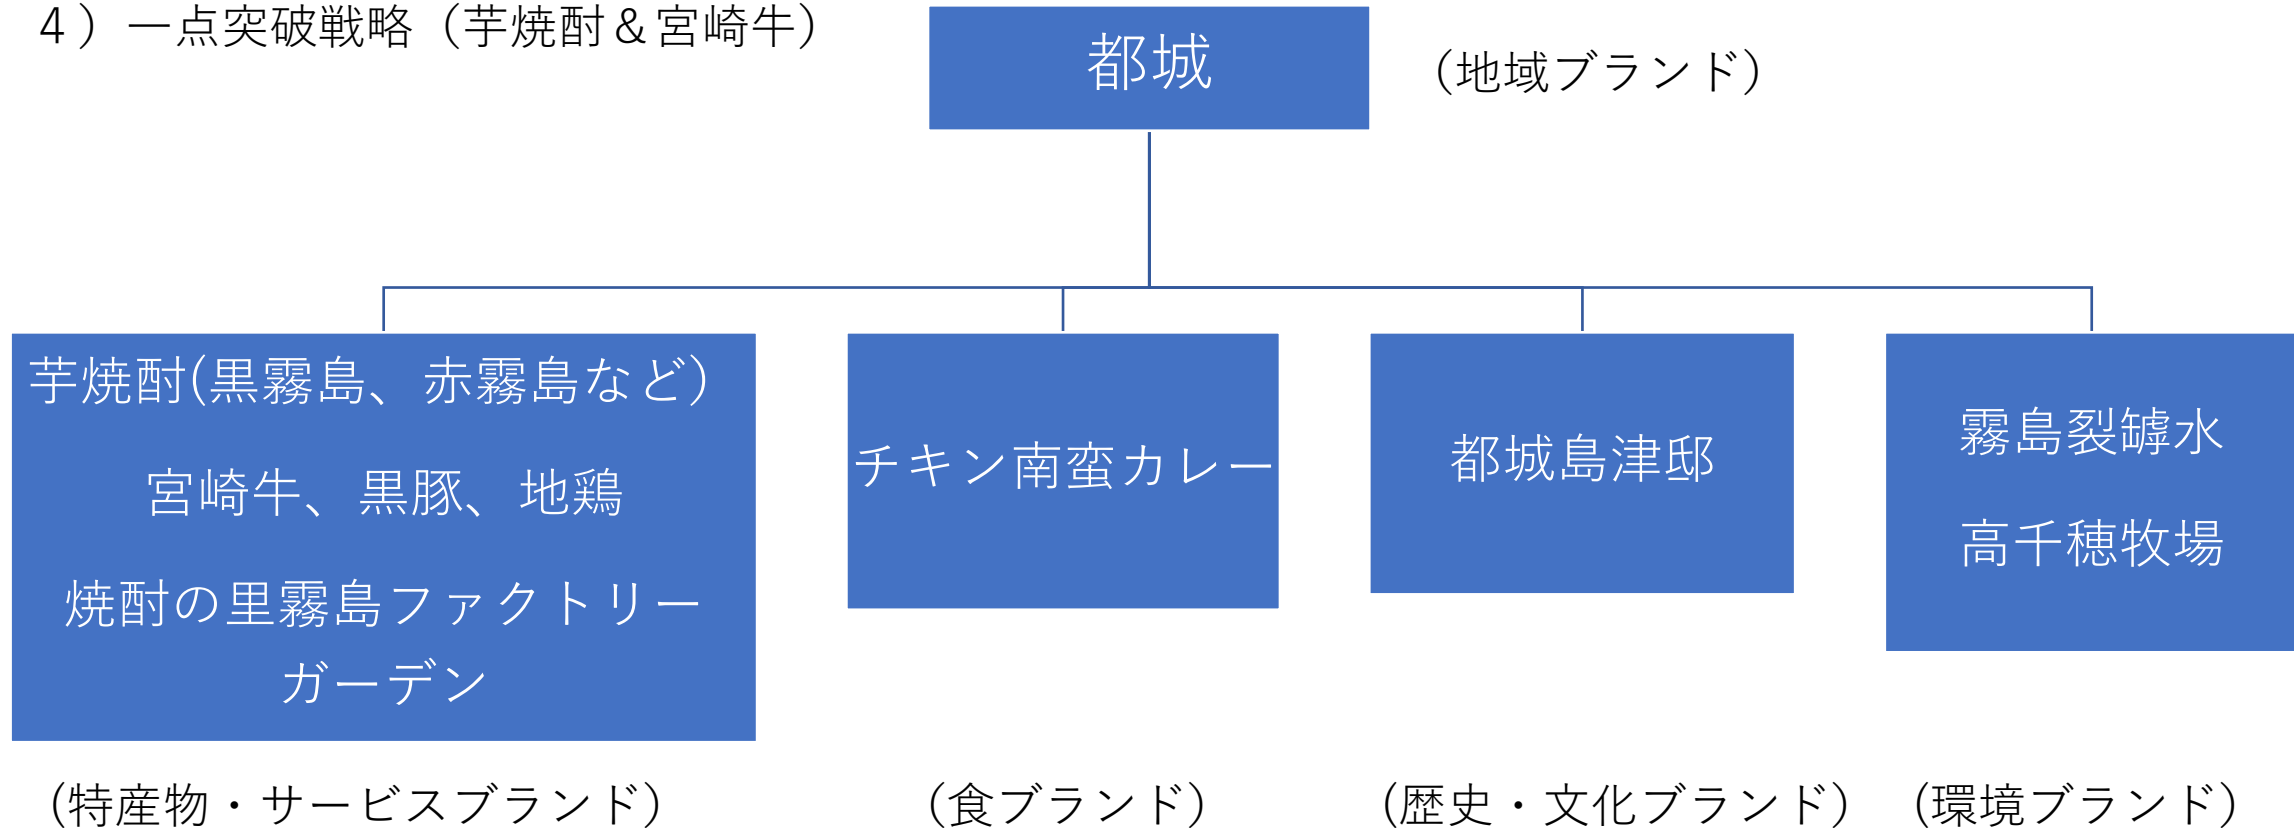 ４）一点突破戦略（芋焼酎＆宮崎牛）
都城
（地域ブランド）
芋焼酎(黒霧島、赤霧島など）
宮崎牛、黒豚、地鶏
焼酎の里霧島ファクトリー
ガーデン
チキン南蛮カレー
都城島津邸
霧島裂罅水
高千穂牧場
（特産物・サービスブランド）
（食ブランド）
（歴史・文化ブランド）
（環境ブランド）